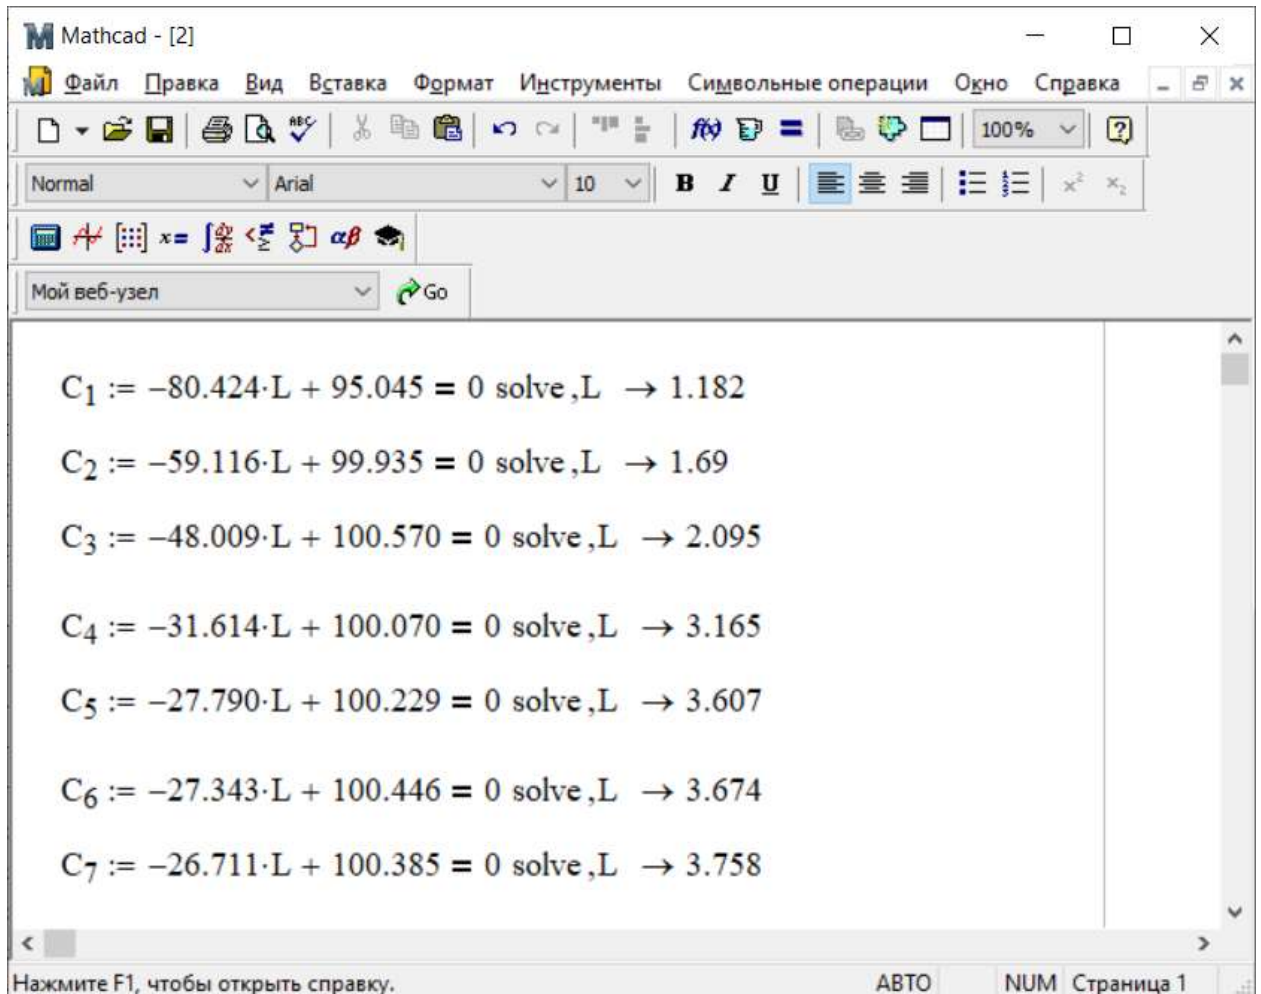 Mathcad - [2]
Файл Правка Вид Вставка Формат Инструменты Символьные операции Окно Справка
100%
Normal Arial 10 B I U
Мой веб-узел Go
C₁ := −80.424·L + 95.045 = 0 solve ,L → 1.182
C₂ := −59.116·L + 99.935 = 0 solve ,L → 1.69
C₃ := −48.009·L + 100.570 = 0 solve ,L → 2.095
C₄ := −31.614·L + 100.070 = 0 solve ,L → 3.165
C₅ := −27.790·L + 100.229 = 0 solve ,L → 3.607
C₆ := −27.343·L + 100.446 = 0 solve ,L → 3.674
C₇ := −26.711·L + 100.385 = 0 solve ,L → 3.758
Нажмите F1, чтобы открыть справку. АВТО NUM Страница 1